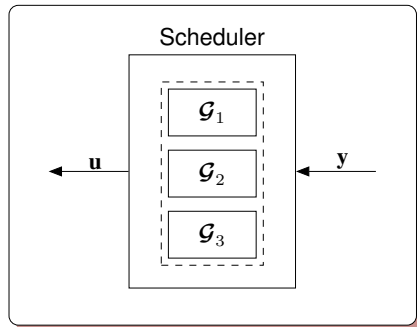 Scheduler
𝓖₁
u
𝓖₂
y
𝓖₃